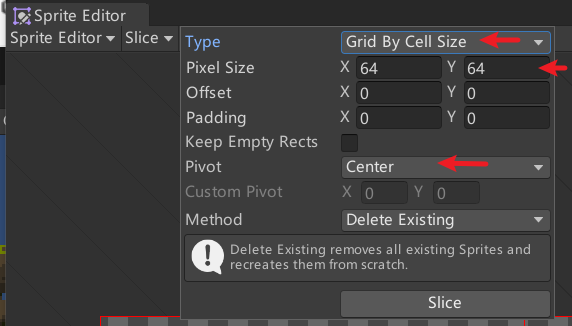 Sprite Editor
Sprite Editor Slice
Type Grid By Cell Size
Pixel Size X 64 Y 64
Offset X 0 Y 0
Padding X 0 Y 0
Keep Empty Rects
Pivot Center
Custom Pivot X 0 Y 0
Method Delete Existing
Delete Existing removes all existing Sprites and
recreates them from scratch.
Slice